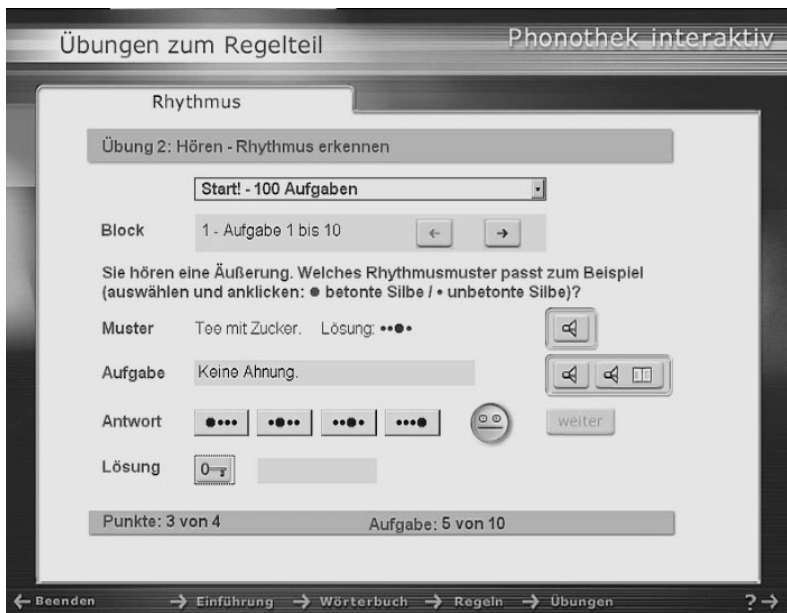 Übungen zum Regelteil
Phonothek interaktiv
Rhythmus
Übung 2: Hören - Rhythmus erkennen
Start! - 100 Aufgaben
Block 1 - Aufgabe 1 bis 10 ← →
Sie hören eine Äußerung. Welches Rhythmusmuster passt zum Beispiel
(auswählen und anklicken: ● betonte Silbe / • unbetonte Silbe)?
Muster Tee mit Zucker. Lösung: ••●•
Aufgabe Keine Ahnung.
Antwort ●••• •●•• ••●• •••● weiter
Lösung
Punkte: 3 von 4 Aufgabe: 5 von 10
← Beenden → Einführung → Wörterbuch → Regeln → Übungen ? →